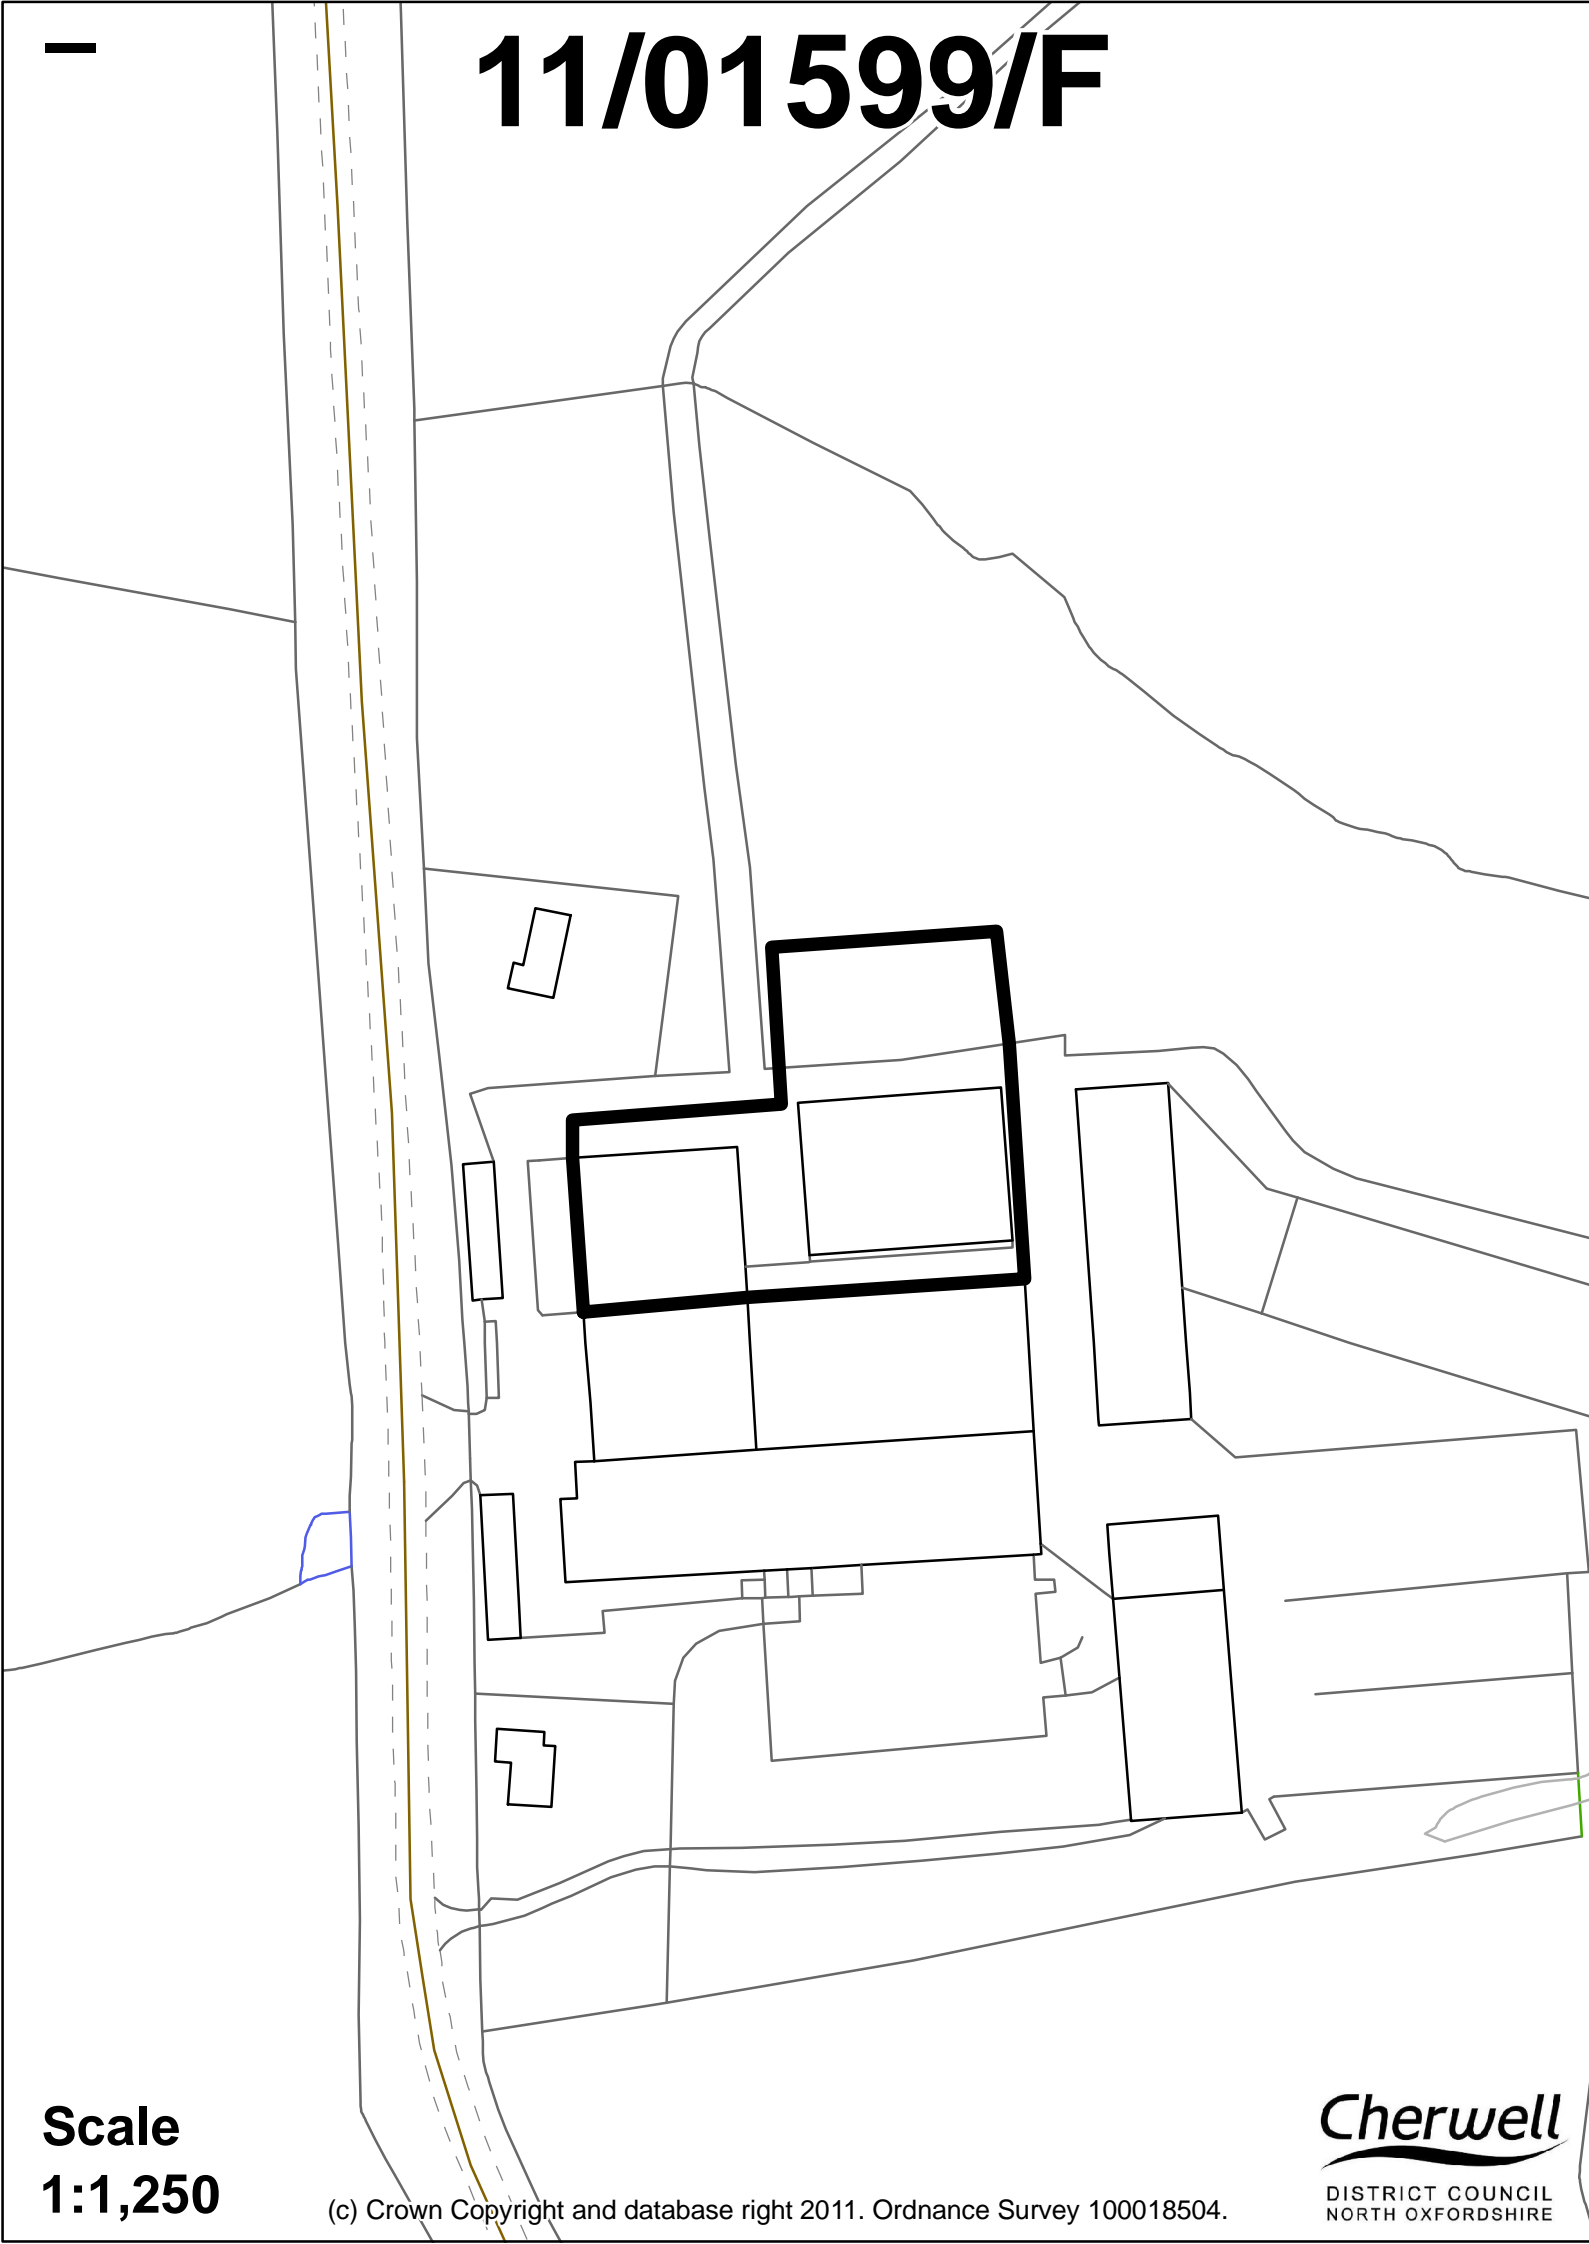 11/01599/F
Scale
1:1,250
(c) Crown Copyright and database right 2011. Ordnance Survey 100018504.
Cherwell
DISTRICT COUNCIL
NORTH OXFORDSHIRE